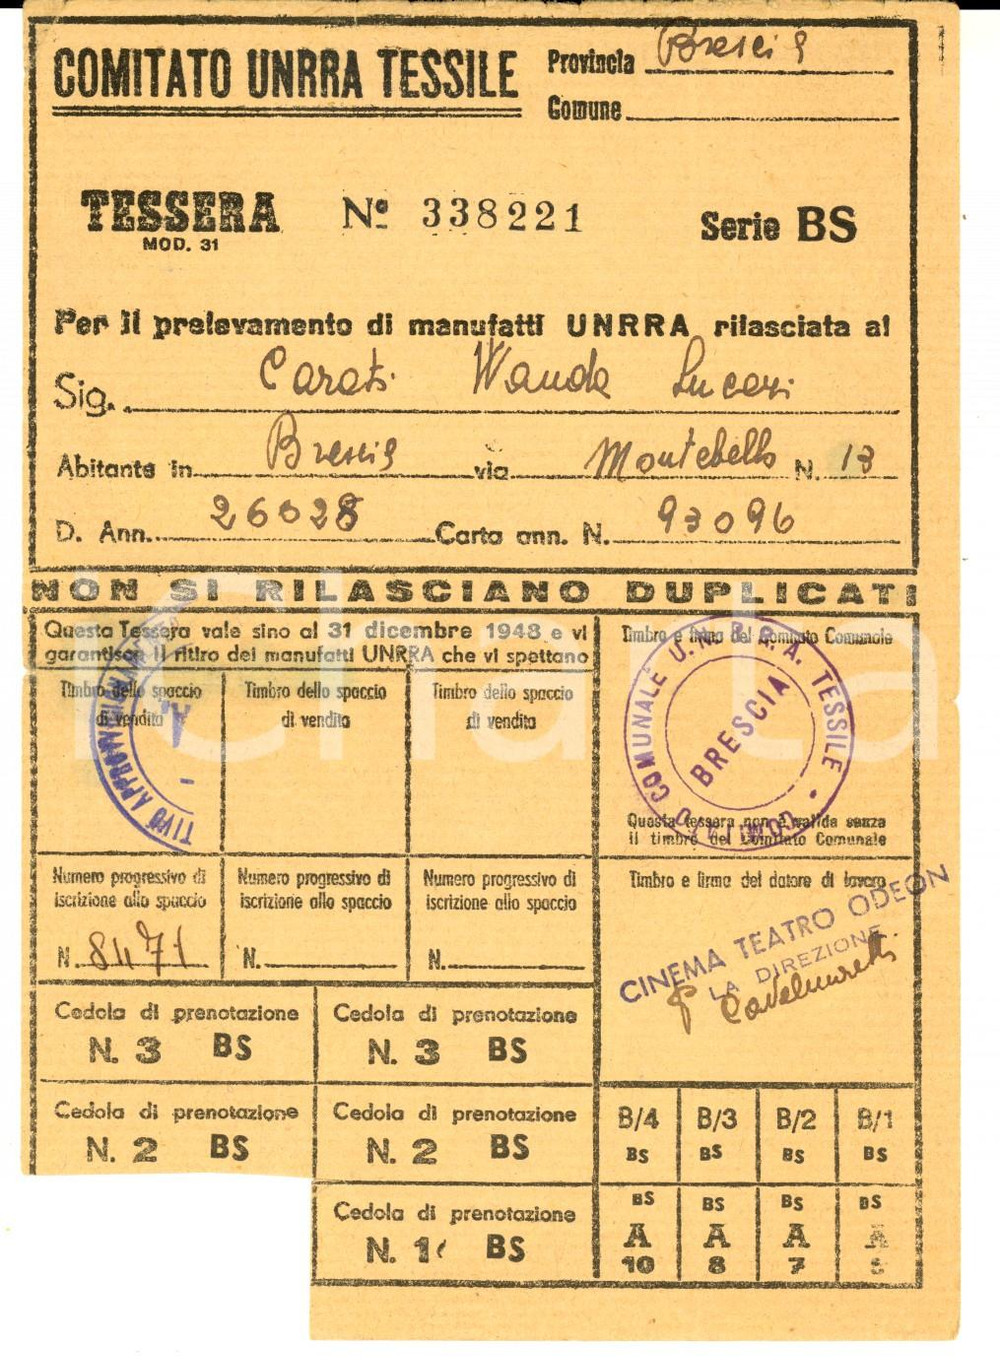 COMITATO UNRRA TESSILE
Provincia Brescia
Comune
TESSERA
MOD. 31
Nº 338221
Serie BS
Per il prelevamento di manufatti UNRRA rilasciata al
Sig. Carati Wanda
Abitante in Brescia via Montebello N. 13
D. Ann. 26028 Carta ann. N. 93096
NON SI RILASCIANO DUPLICATI
Questa Tessera vale sino al 31 dicembre 1948 e vi
garantisce il ritiro dei manufatti UNRRA che vi spettano
Timbro dello spaccio
di vendita
Timbro dello spaccio
di vendita
Timbro dello spaccio
di vendita
Timbro e firma del Comitato Comunale
COMITATO COMUNALE U.N.R.R.A. TESSILE
BRESCIA
Questa tessera non è valida senza
il timbro del Comitato Comunale
Numero progressivo di
iscrizione allo spaccio
N. 8471
Numero progressivo di
iscrizione allo spaccio
N.
Numero progressivo di
iscrizione allo spaccio
N.
Timbro e firma del datore di lavoro
CINEMA TEATRO ODEON
LA DIREZIONE
Cedola di prenotazione
N. 3 BS
Cedola di prenotazione
N. 3 BS
Cedola di prenotazione
N. 2 BS
Cedola di prenotazione
N. 2 BS
Cedola di prenotazione
N. 1 BS
B/4 B/3 B/2 B/1
BS BS BS BS
BS BS BS BS
A A A A
10 8 7